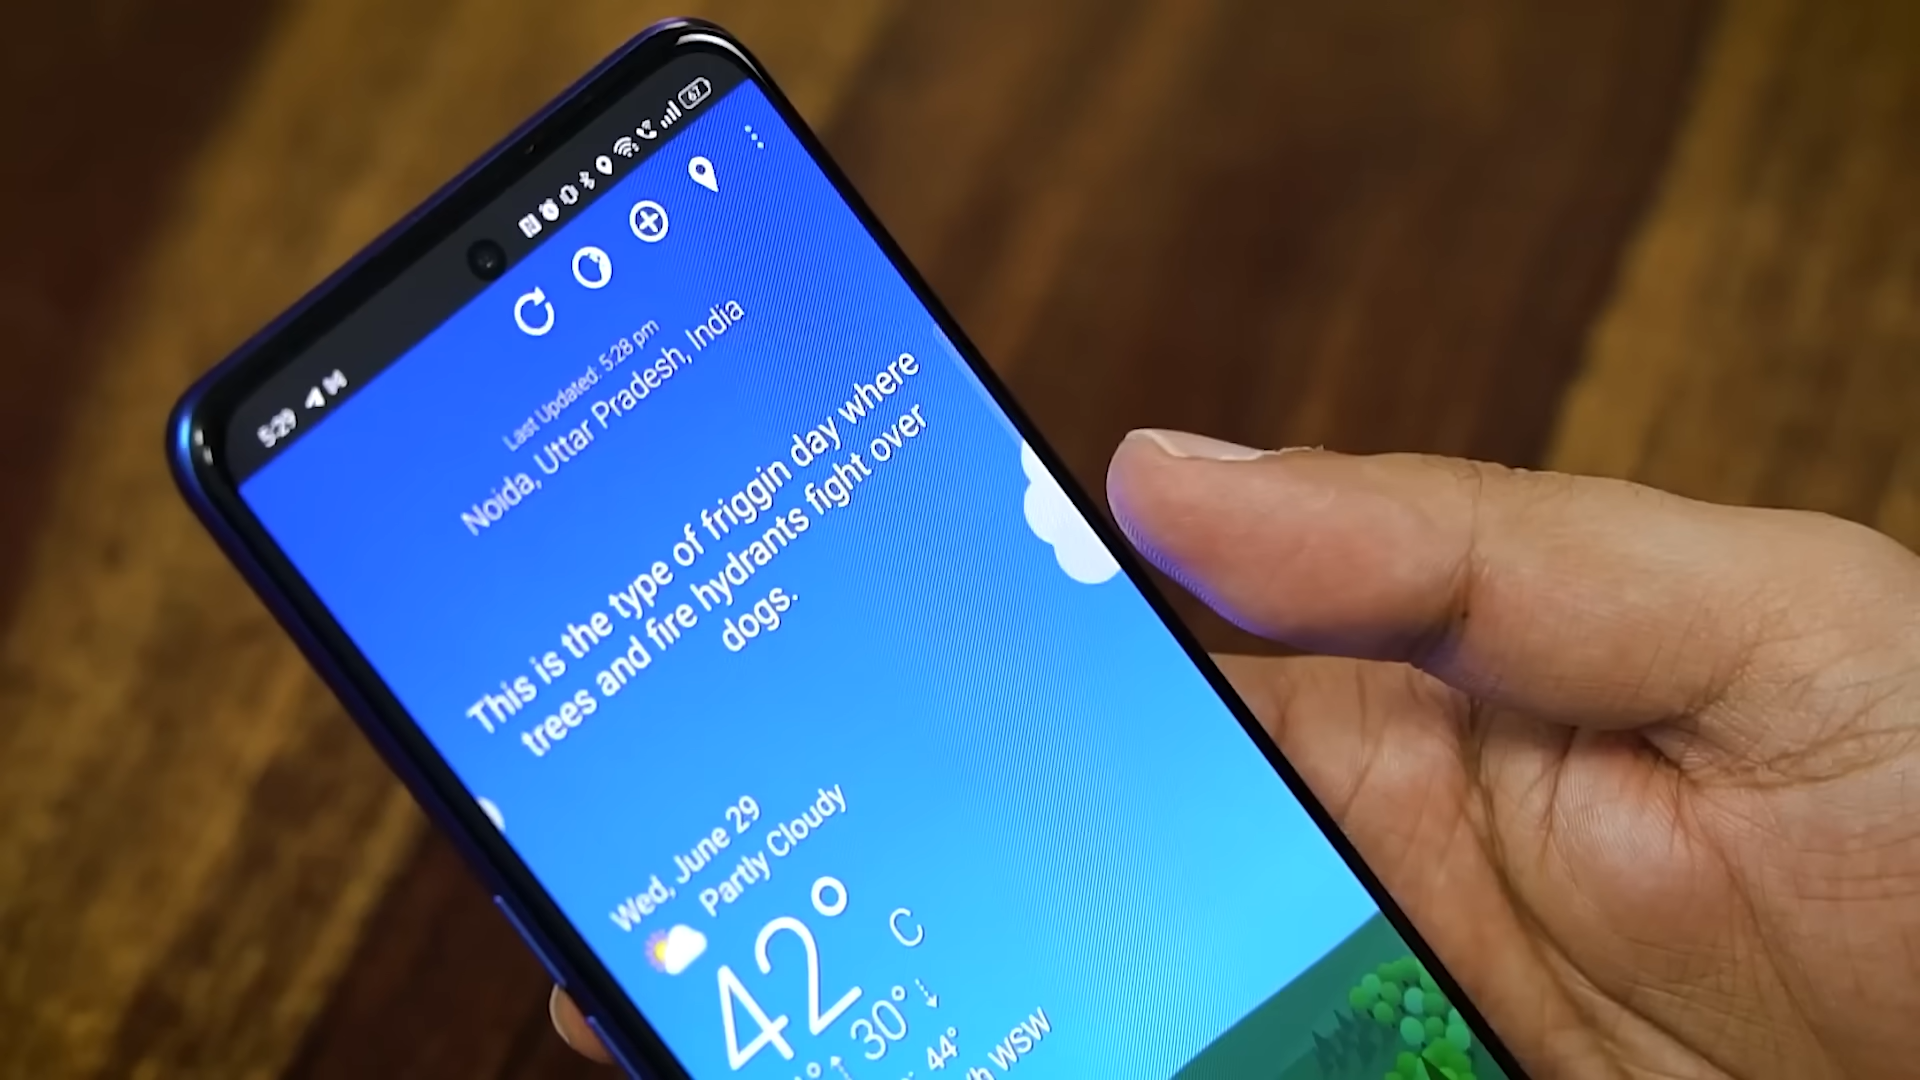 5:29
67
Last Updated: 5:28 pm
Noida, Uttar Pradesh, India
This is the type of friggin day where
trees and fire hydrants fight over
dogs.
Wed, June 29
Partly Cloudy
42° C
30°
44°
WSW